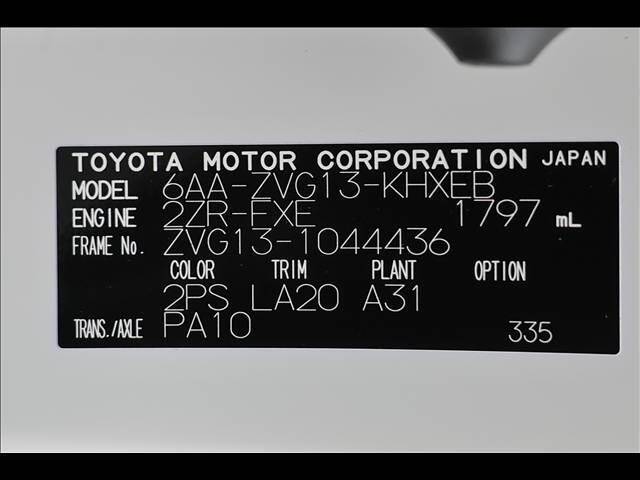 TOYOTA MOTOR CORPORATION JAPAN
MODEL 6AA-ZVG13-KHXEB
ENGINE 2ZR-EXE 1797 mL
FRAME No. ZVG13-1044436
COLOR TRIM PLANT OPTION
2PS LA20 A31
TRANS./AXLE PA10 335